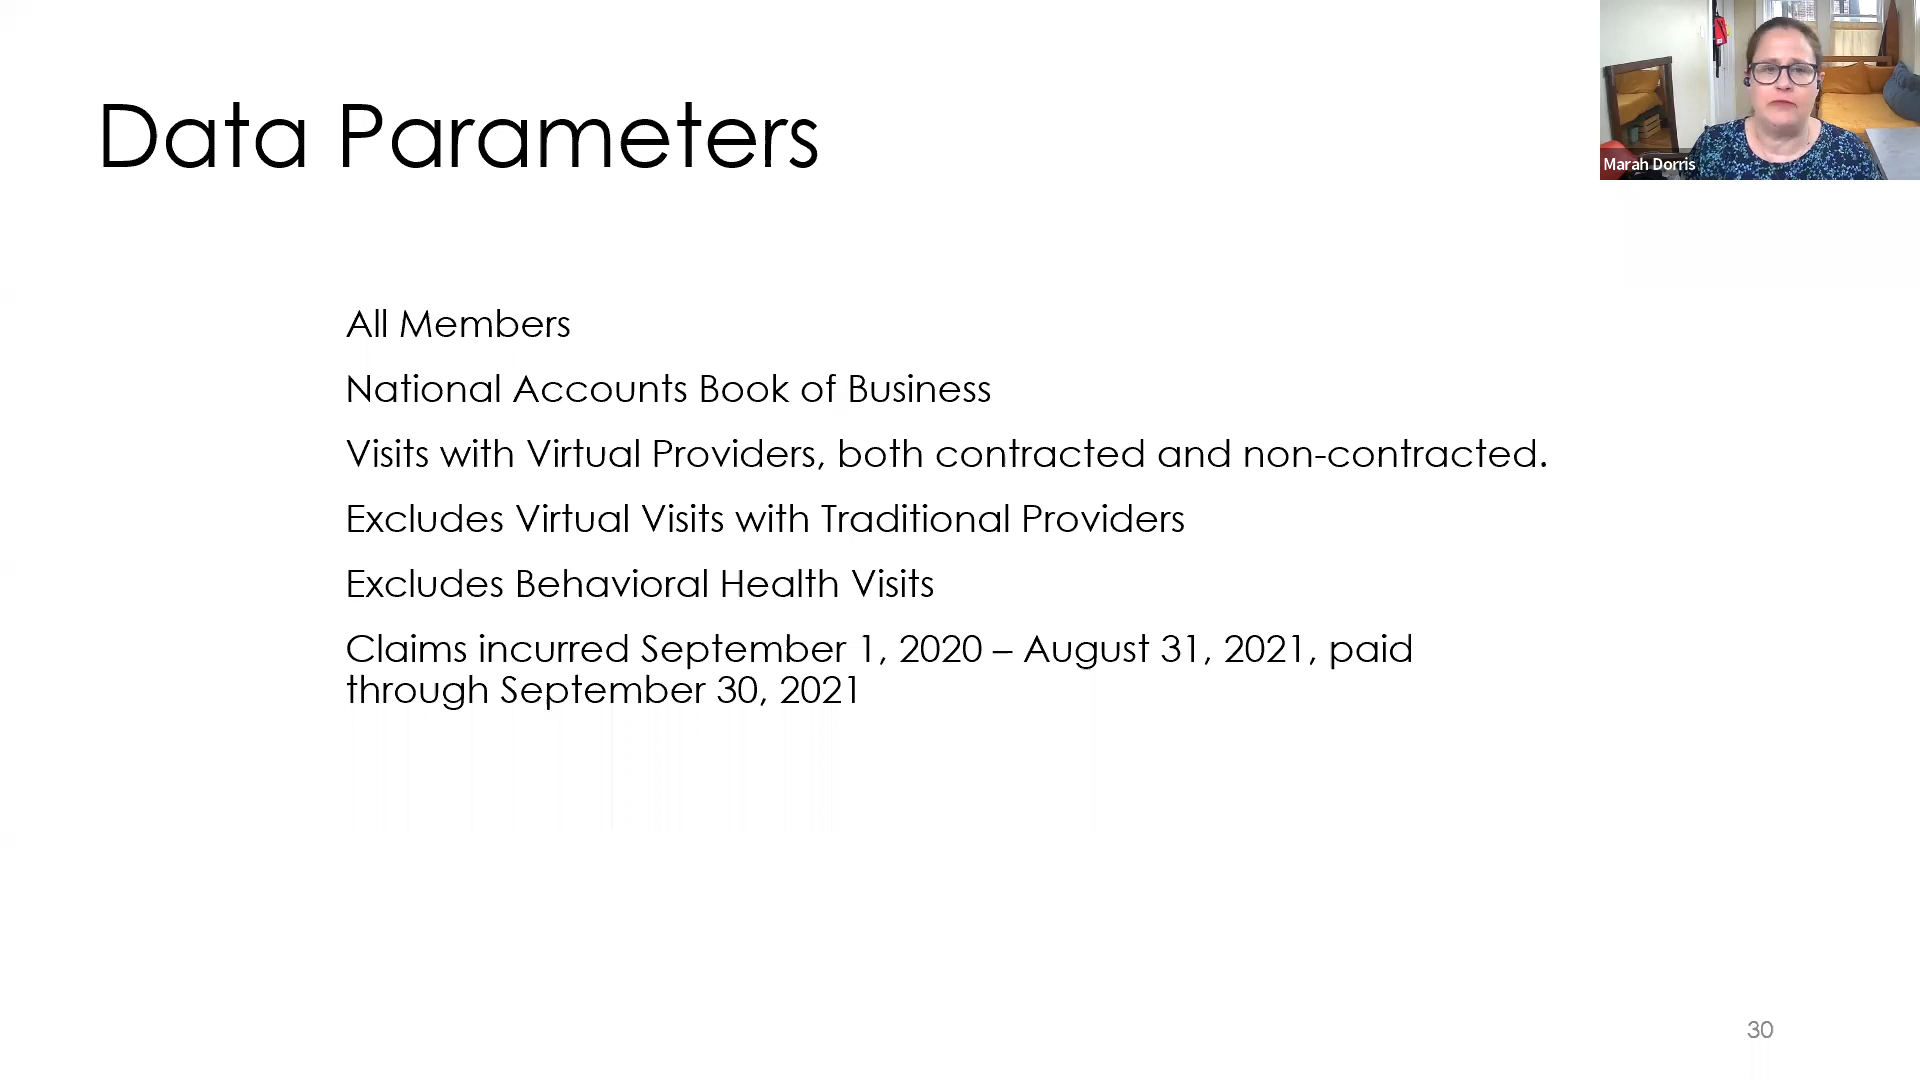 Data Parameters
Marah Dorris
All Members
National Accounts Book of Business
Visits with Virtual Providers, both contracted and non-contracted.
Excludes Virtual Visits with Traditional Providers
Excludes Behavioral Health Visits
Claims incurred September 1, 2020 – August 31, 2021, paid
through September 30, 2021
30